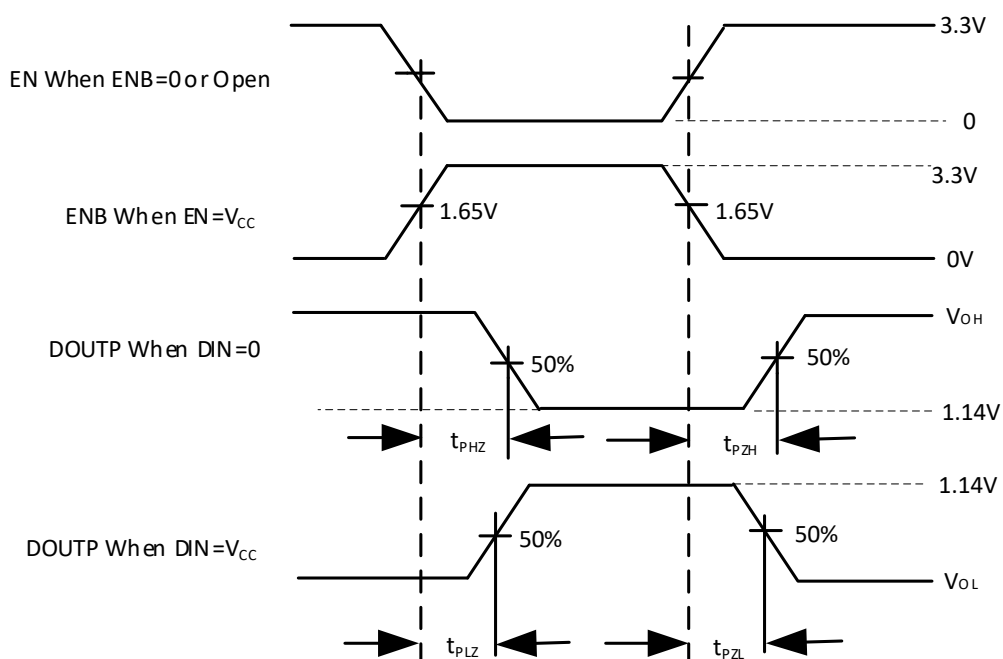 3.3V
EN When ENB=0 or Open
0
3.3V
ENB When EN=VCC
1.65V
1.65V
0V
VOH
DOUTP When DIN=0
50%
50%
1.14V
tPHZ
tPZH
1.14V
DOUTP When DIN=VCC
50%
50%
VOL
tPLZ
tPZL